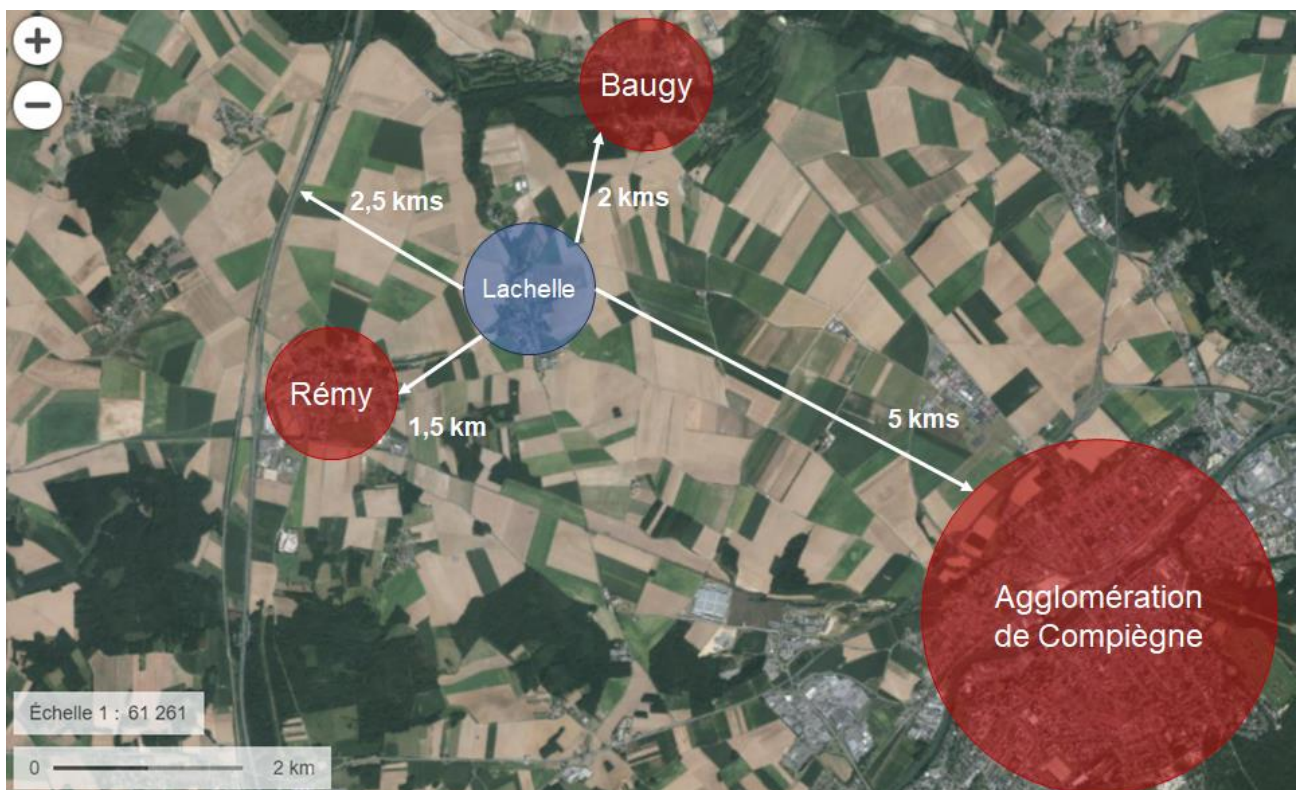 +
−
Baugy
2,5 kms
2 kms
Lachelle
Rémy
1,5 km
5 kms
Agglomération
de Compiègne
Échelle 1 : 61 261
0 2 km